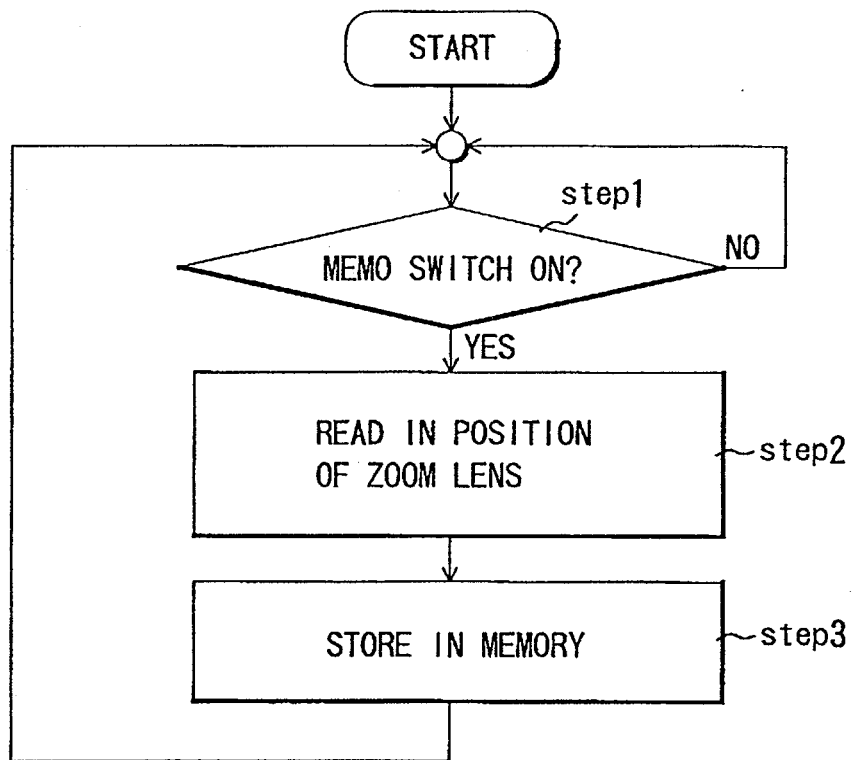 START
step1
MEMO SWITCH ON?
NO
YES
READ IN POSITION
OF ZOOM LENS
step2
STORE IN MEMORY
step3